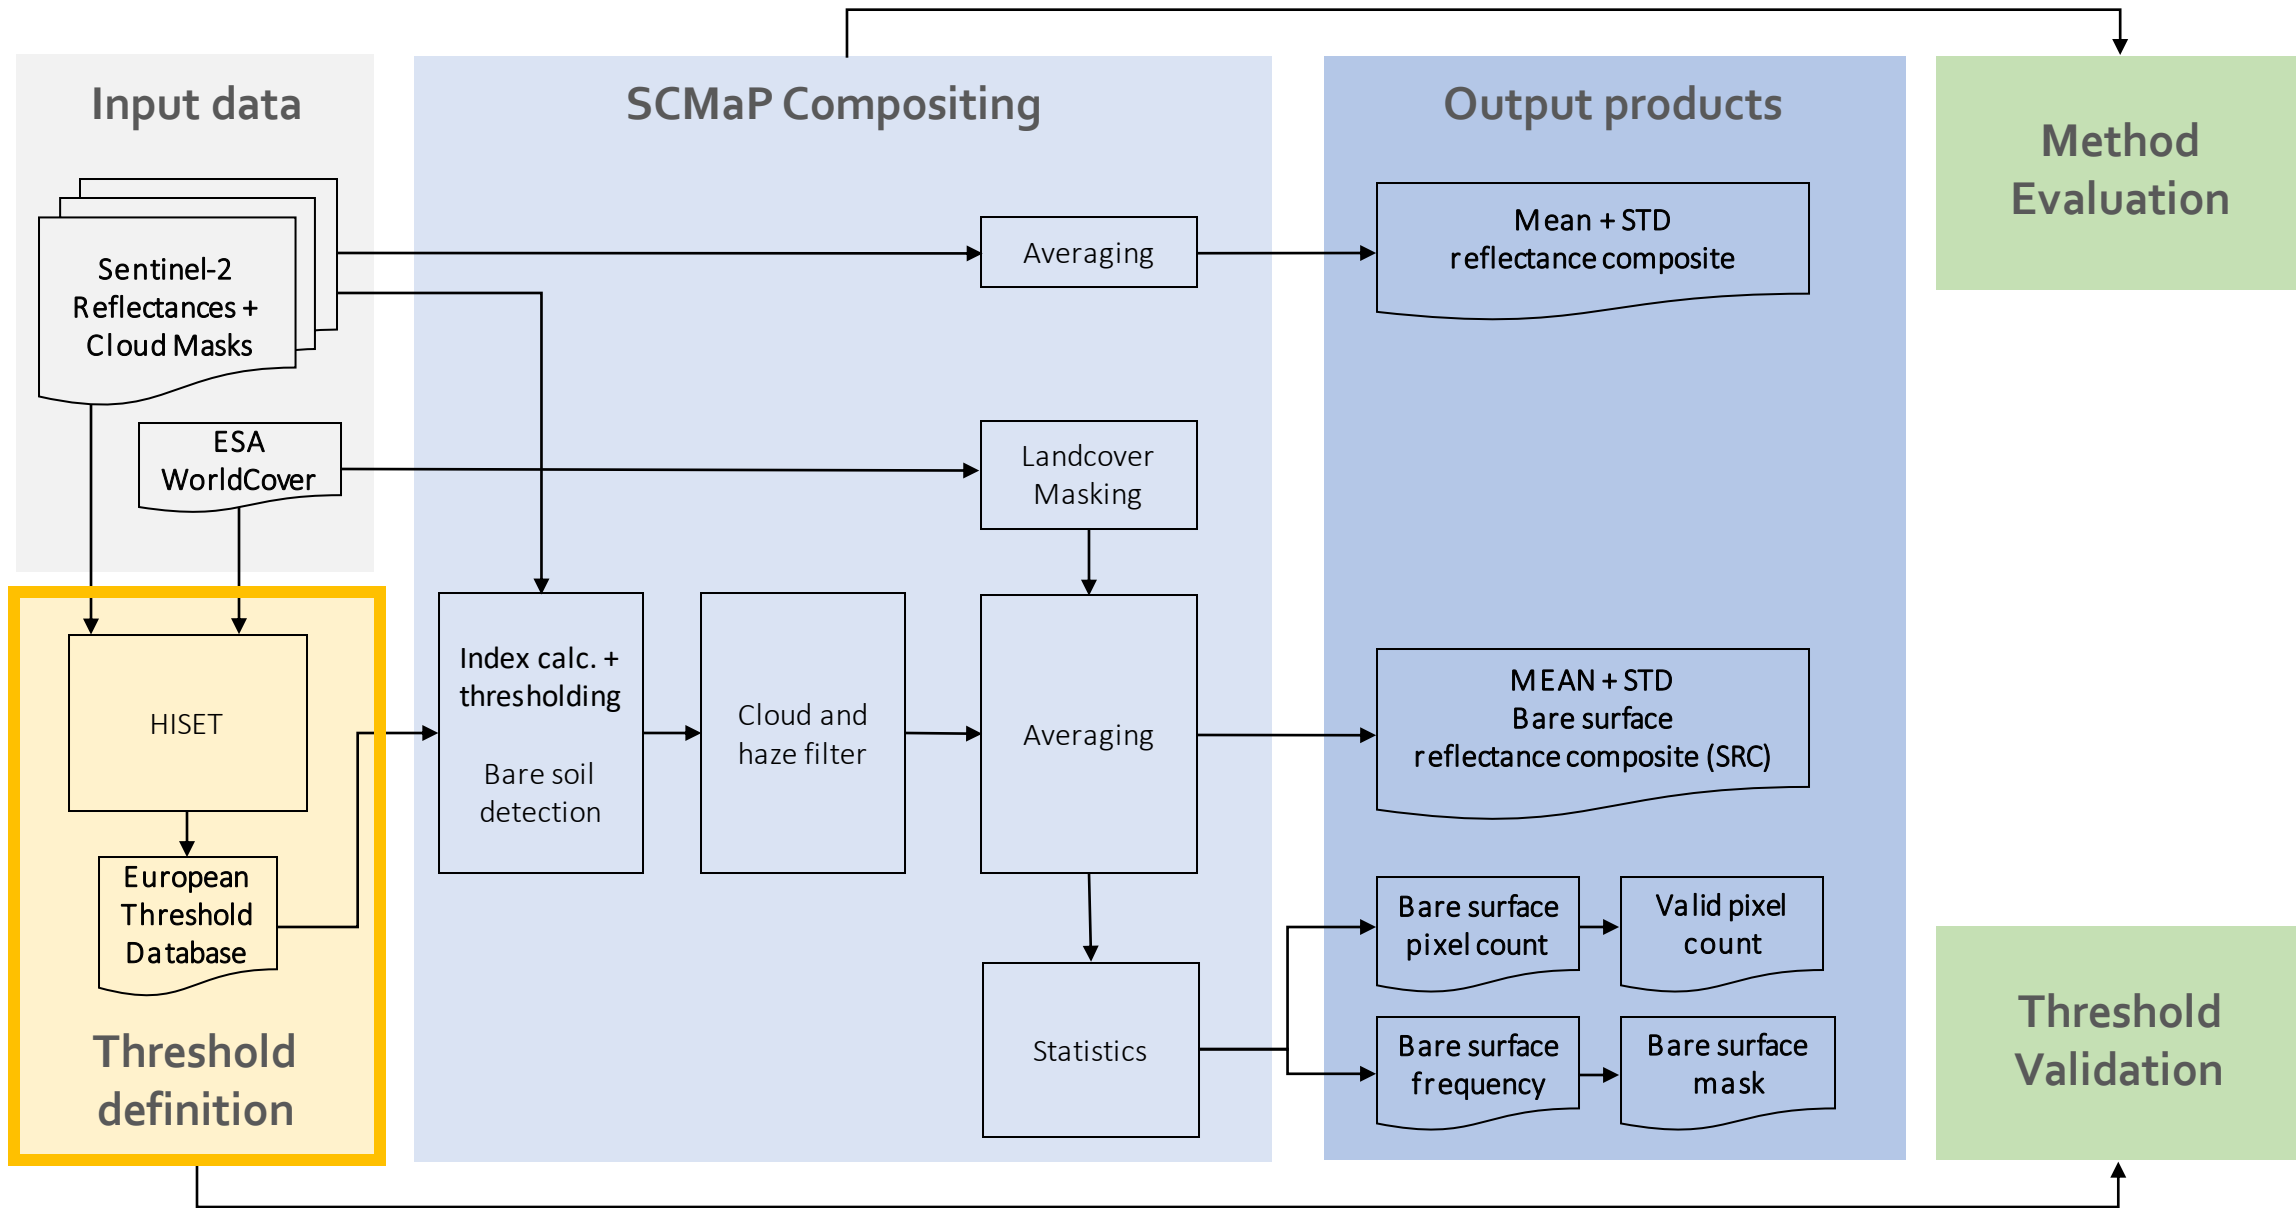 Input data
Sentinel-2
Reflectances +
Cloud Masks
ESA
WorldCover
HISET
European
Threshold
Database
Threshold
definition
SCMaP Compositing
Averaging
Landcover
Masking
Index calc. +
thresholding
Bare soil
detection
Cloud and
haze filter
Averaging
Statistics
Output products
Mean + STD
reflectance composite
MEAN + STD
Bare surface
reflectance composite (SRC)
Bare surface
pixel count
Valid pixel
count
Bare surface
frequency
Bare surface
mask
Method
Evaluation
Threshold
Validation